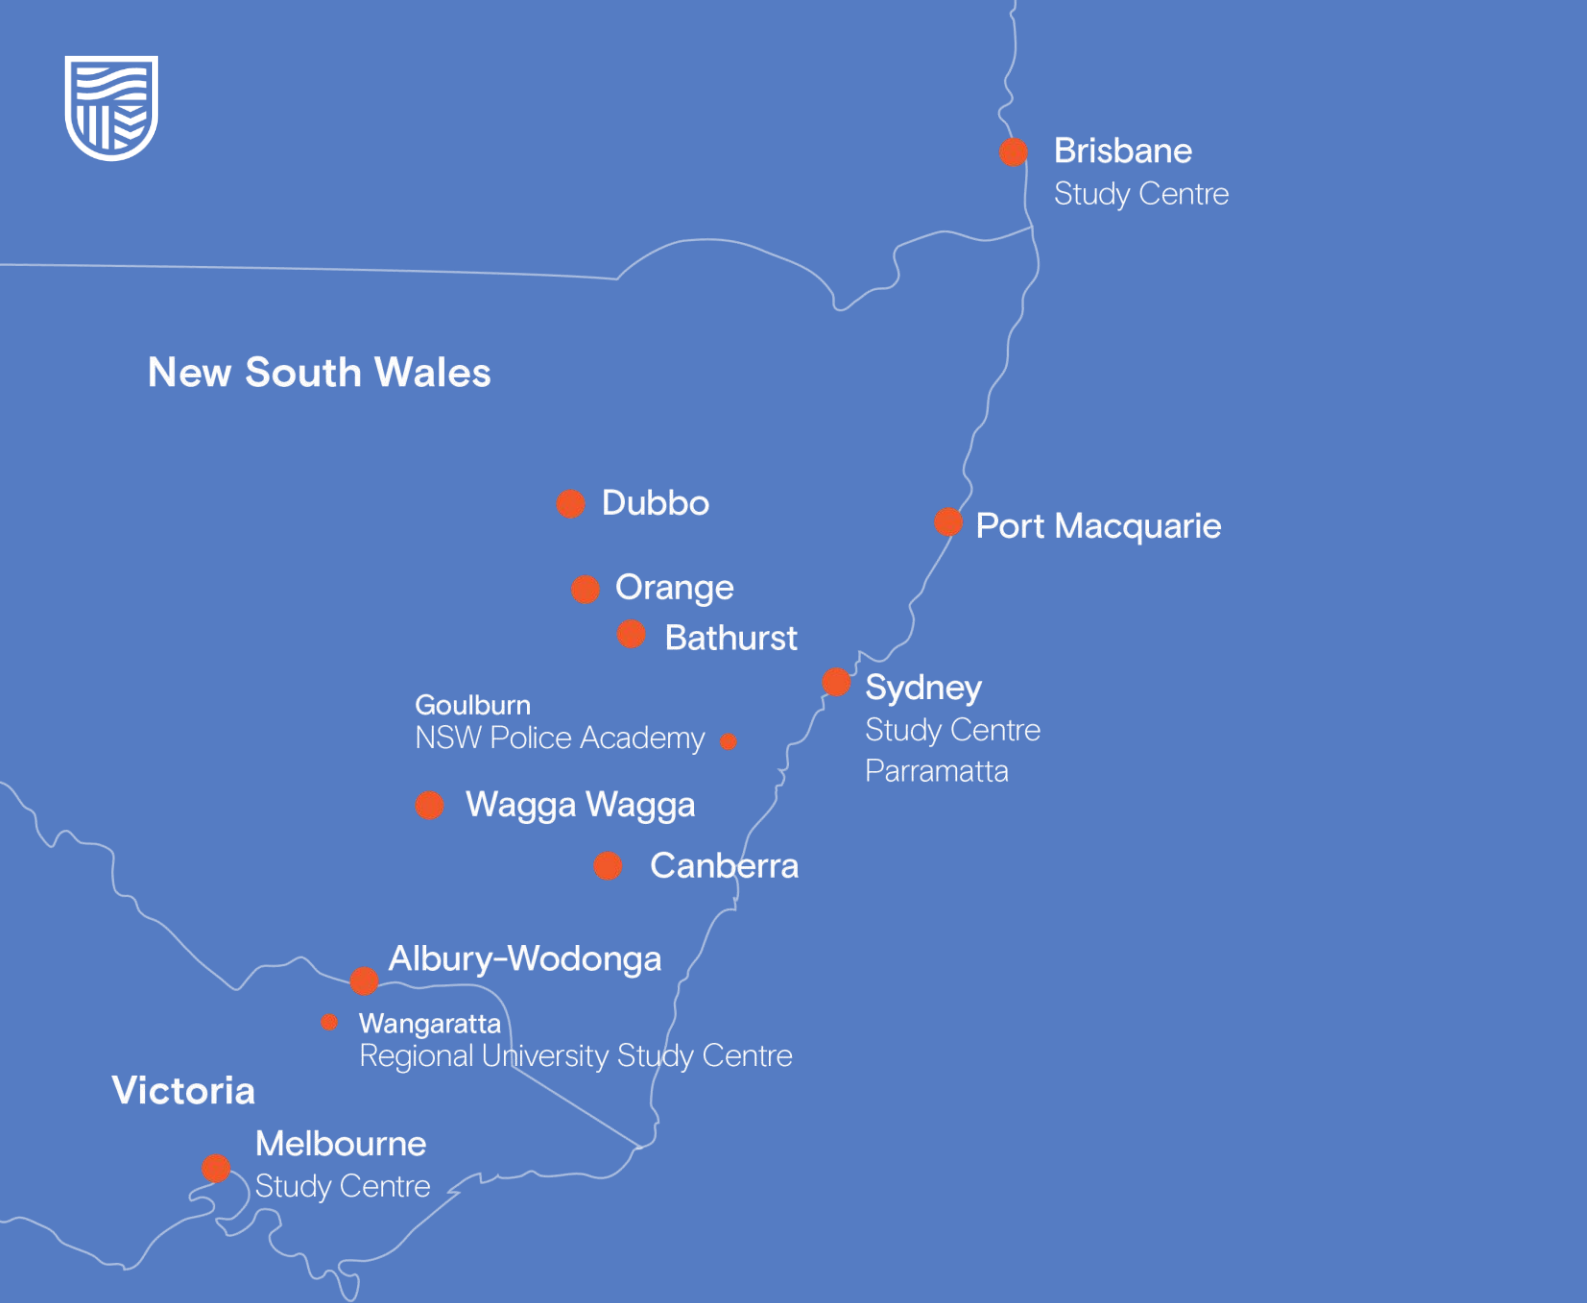 Brisbane
Study Centre
New South Wales
Dubbo
Port Macquarie
Orange
Bathurst
Sydney
Study Centre
Parramatta
Goulburn
NSW Police Academy
Wagga Wagga
Canberra
Albury-Wodonga
Wangaratta
Regional University Study Centre
Victoria
Melbourne
Study Centre